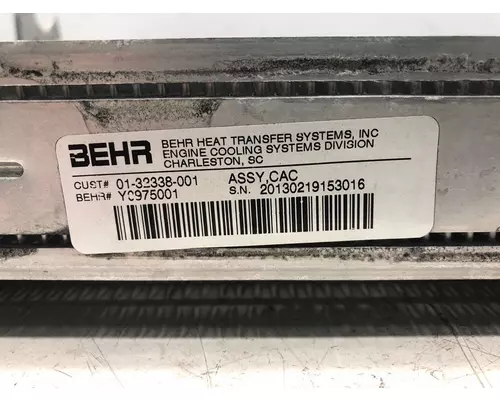 BEHR
BEHR HEAT TRANSFER SYSTEMS, INC
ENGINE COOLING SYSTEMS DIVISION
CHARLESTON, SC
CUST# 01-32338-001 ASSY,CAC
BEHR# Y0975001 S.N. 20130219153016